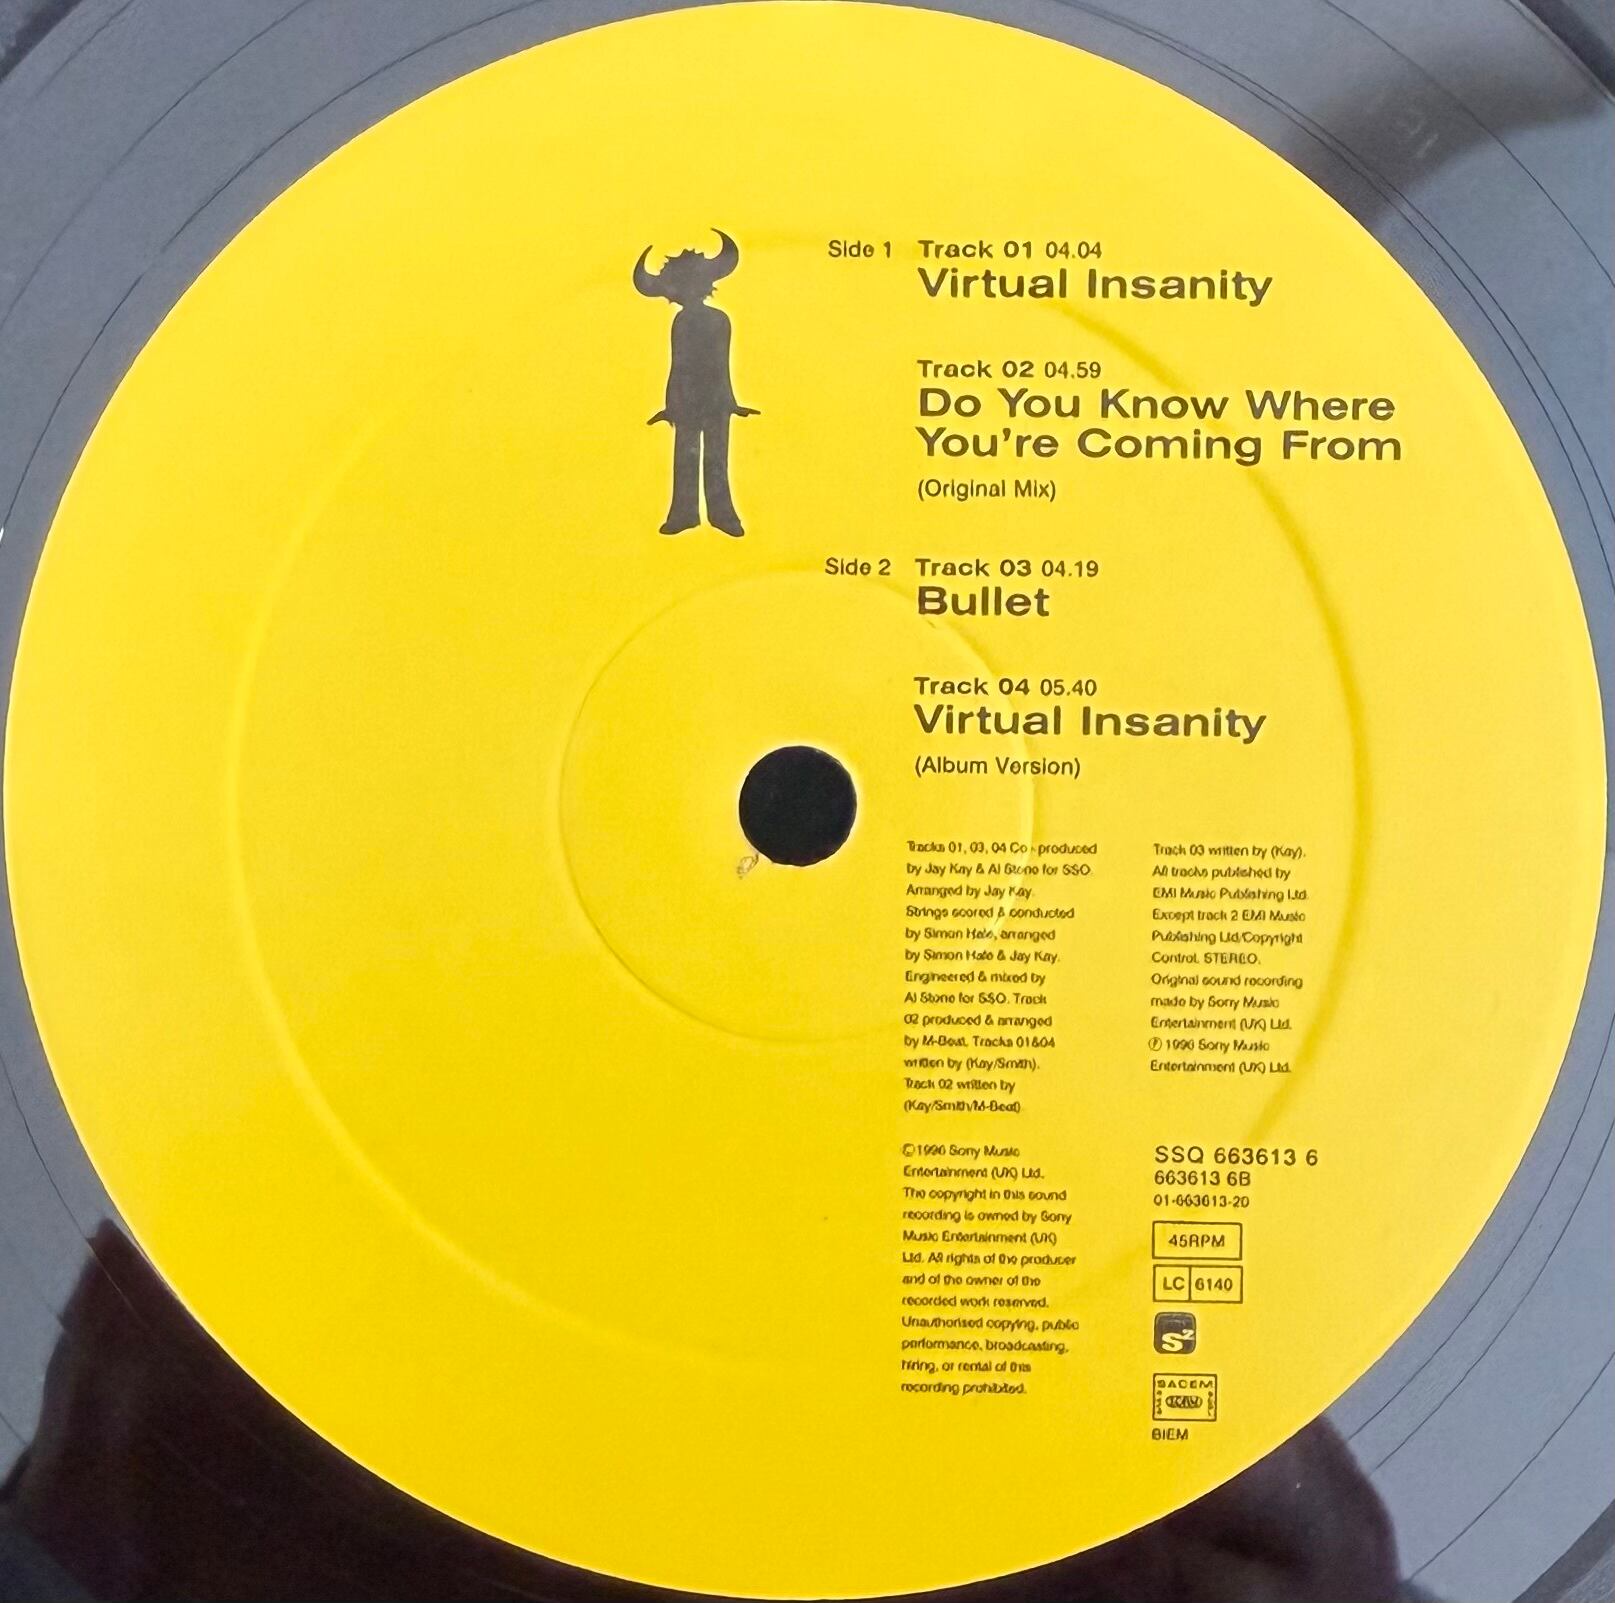 Side 1 Track 01 04.04
Virtual Insanity
Track 02 04.59
Do You Know Where
You're Coming From
(Original Mix)
Side 2 Track 03 04.19
Bullet
Track 04 05.40
Virtual Insanity
(Album Version)
Tracks 01, 03, 04 Co-produced
by Jay Kay & Al Stone for SSO.
Arranged by Jay Kay.
Strings scored & conducted
by Simon Hale, arranged
by Simon Hale & Jay Kay.
Engineered & mixed by
Al Stone for SSO. Track
02 produced & arranged
by M-Beat. Tracks 01&04
written by (Kay/Smith).
Track 02 written by
(Kay/Smith/M-Beat)
Track 03 written by (Kay).
All tracks published by
EMI Music Publishing Ltd.
Except track 2 EMI Music
Publishing Ltd/Copyright
Control. STEREO.
Original sound recording
made by Sony Music
Entertainment (UK) Ltd.
℗ 1996 Sony Music
Entertainment (UK) Ltd.
©1996 Sony Music
Entertainment (UK) Ltd.
The copyright in this sound
recording is owned by Sony
Music Entertainment (UK)
Ltd. All rights of the producer
and of the owner of the
recorded work reserved.
Unauthorised copying, public
performance, broadcasting,
hiring, or rental of this
recording prohibited.
SSQ 663613 6
663613 6B
01-663613-20
45RPM
LC 6140
S2
SACEM
BIEM